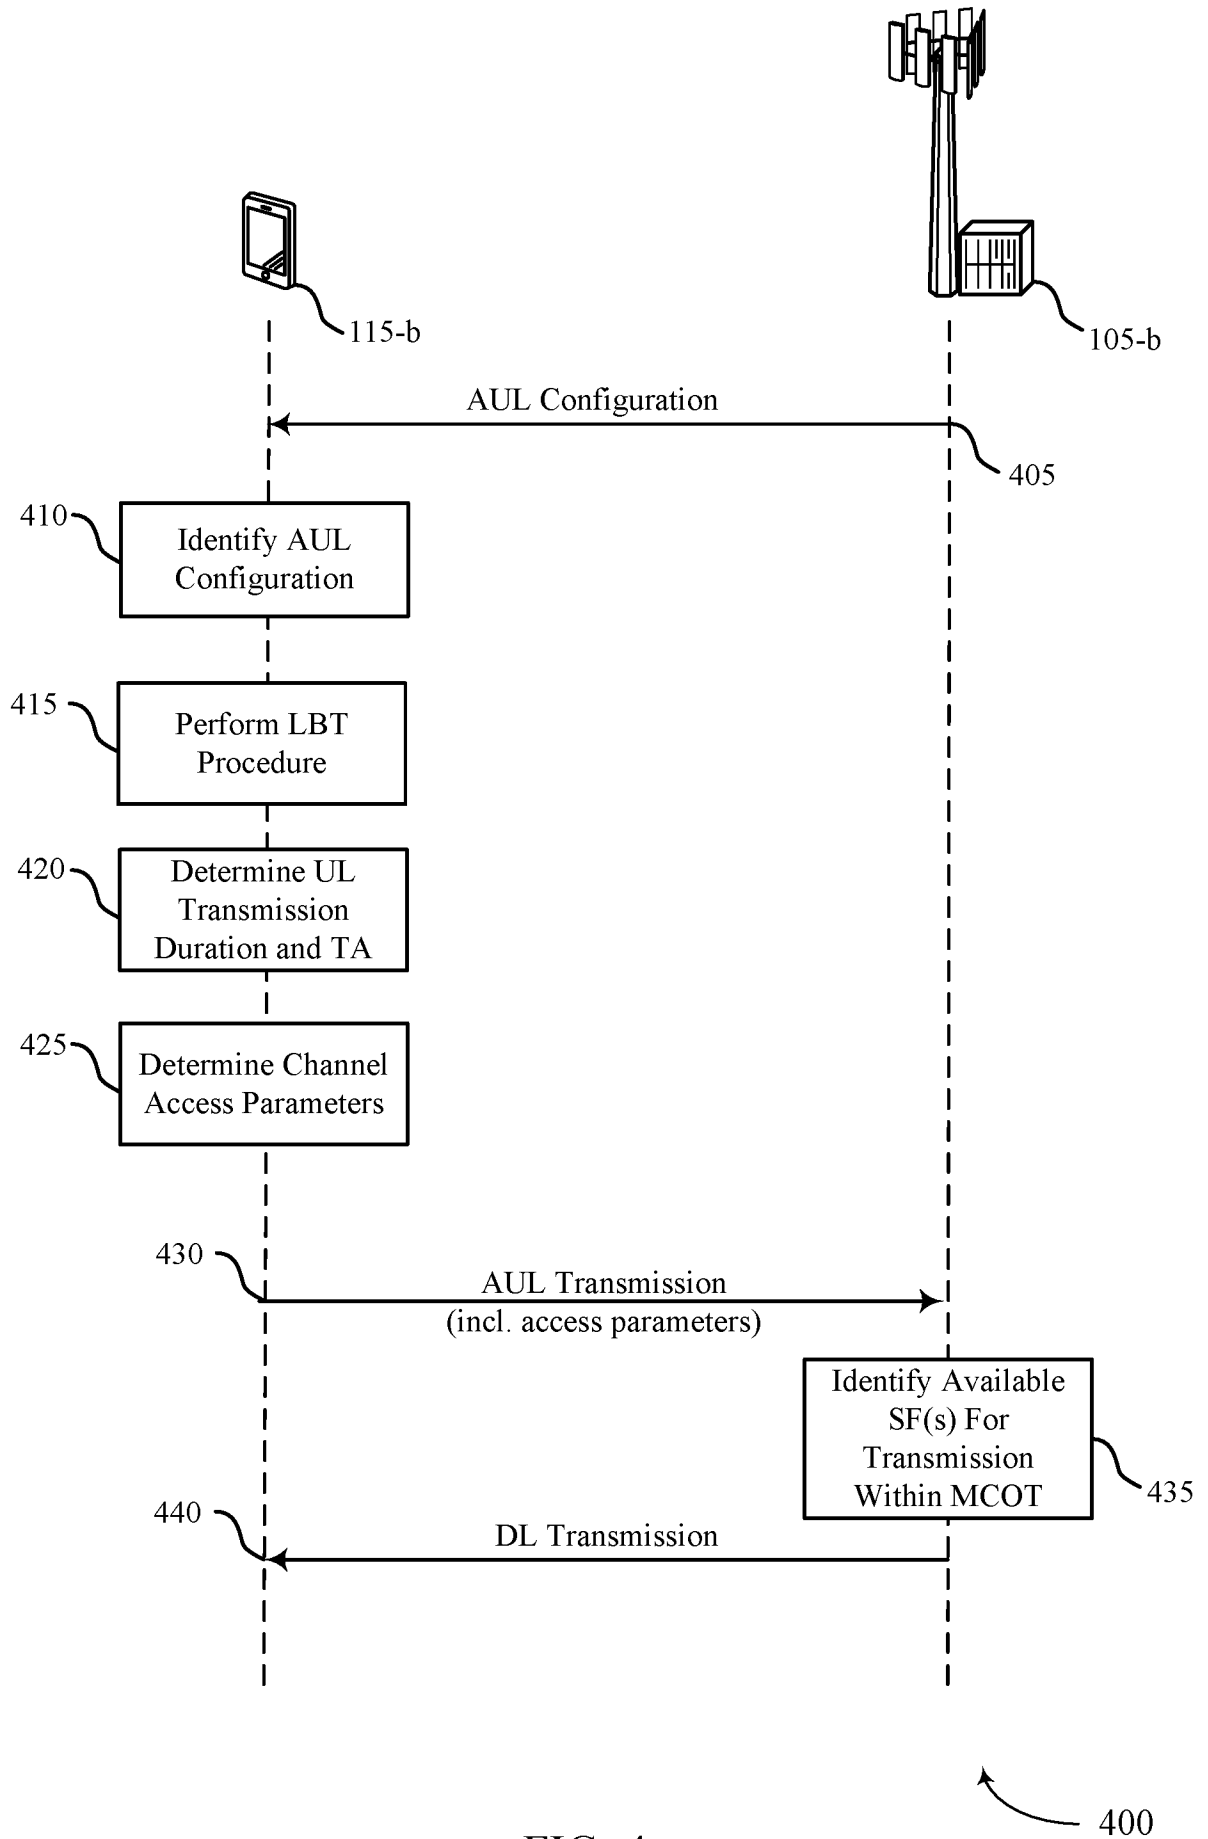 115-b
105-b
AUL Configuration
405
410
Identify AUL
Configuration
415
Perform LBT
Procedure
420
Determine UL
Transmission
Duration and TA
425
Determine Channel
Access Parameters
430
AUL Transmission
(incl. access parameters)
Identify Available
SF(s) For
Transmission
Within MCOT
435
440
DL Transmission
400
FIG. 4